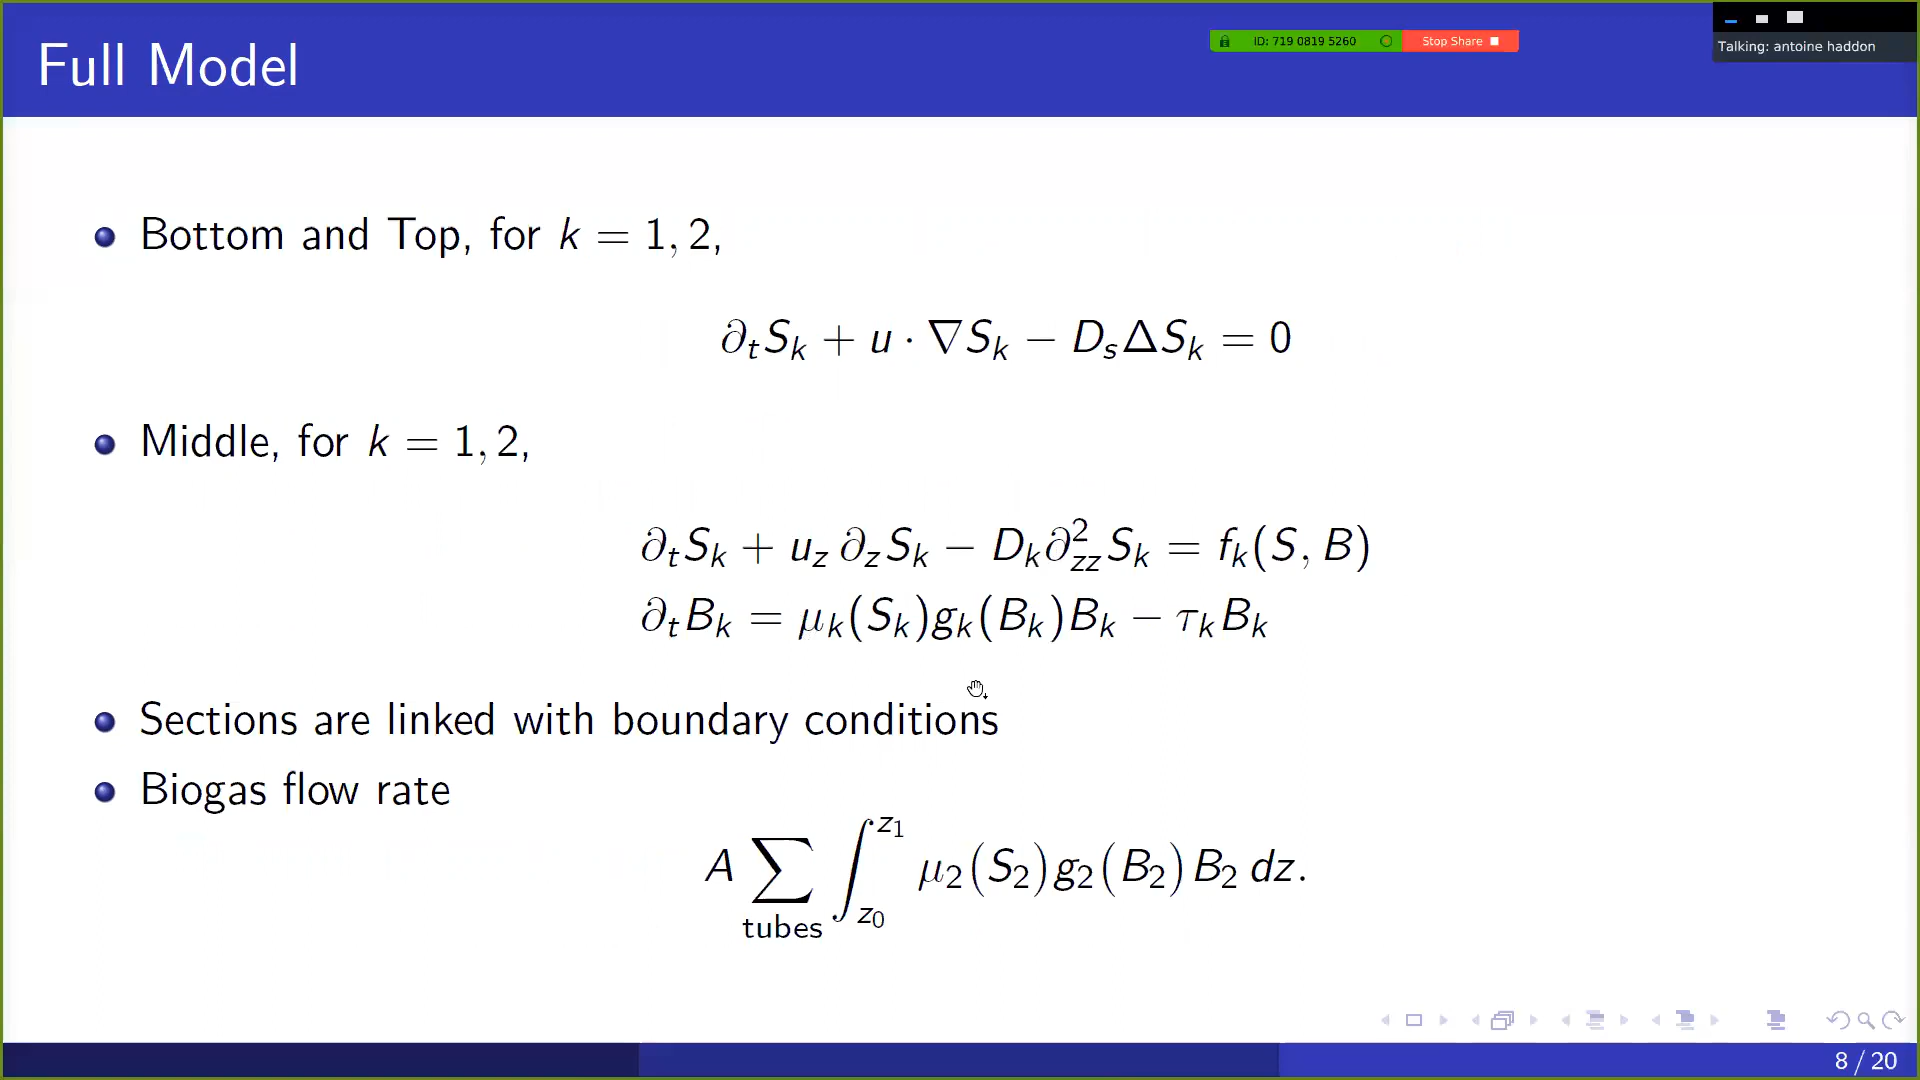 Full Model
ID: 719 0819 5260
Stop Share
Talking: antoine haddon
Bottom and Top, for k = 1, 2,
∂_t S_k + u · ∇S_k − D_s ΔS_k = 0
Middle, for k = 1, 2,
∂_t S_k + u_z ∂_z S_k − D_k ∂²_zz S_k = f_k(S, B)
∂_t B_k = μ_k(S_k)g_k(B_k)B_k − τ_k B_k
Sections are linked with boundary conditions
Biogas flow rate
A ∑_tubes ∫_{z_0}^{z_1} μ_2(S_2)g_2(B_2)B_2 dz.
8 / 20